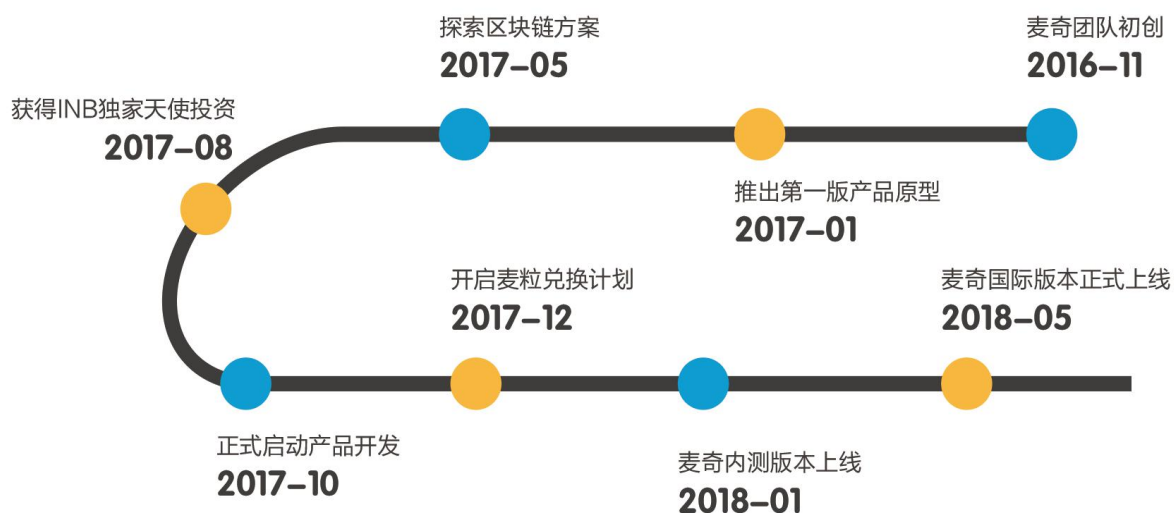 探索区块链方案
2017–05
麦奇团队初创
2016–11
获得INB独家天使投资
2017–08
推出第一版产品原型
2017–01
开启麦粒兑换计划
2017–12
麦奇国际版本正式上线
2018–05
正式启动产品开发
2017–10
麦奇内测版本上线
2018–01